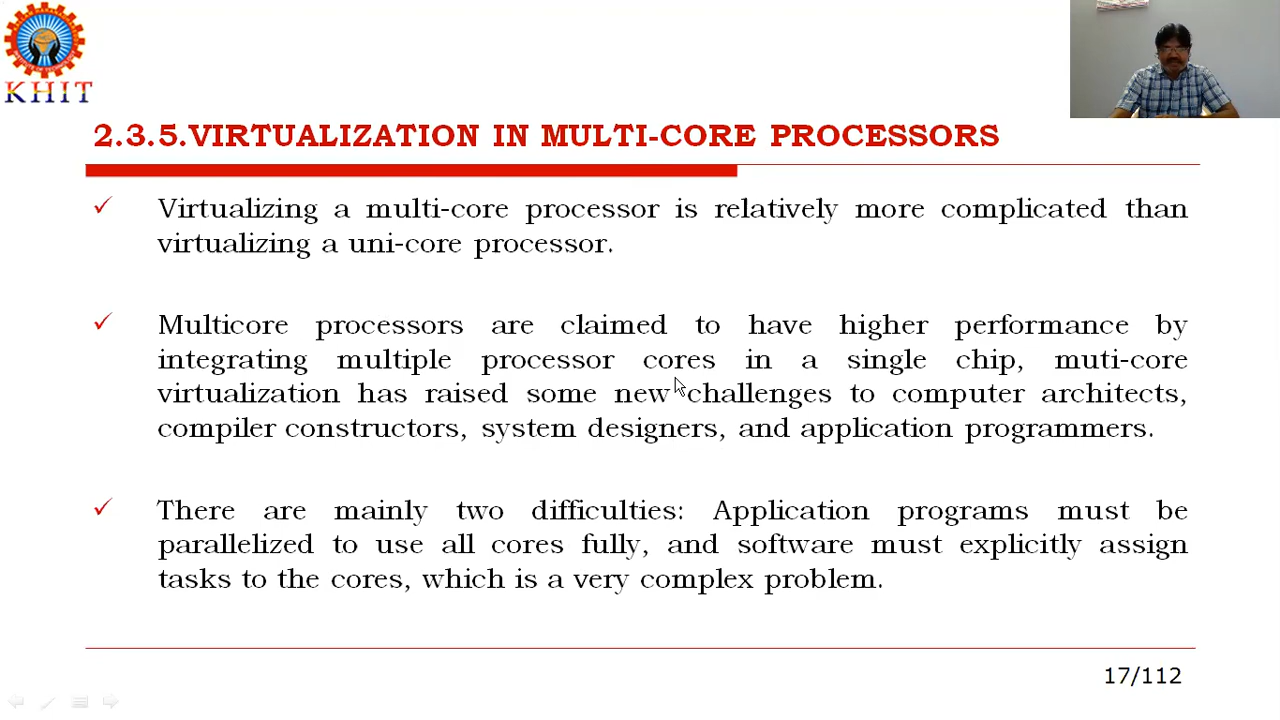 KHIT
2.3.5.VIRTUALIZATION IN MULTI-CORE PROCESSORS
✓ Virtualizing a multi-core processor is relatively more complicated than
virtualizing a uni-core processor.
✓ Multicore processors are claimed to have higher performance by
integrating multiple processor cores in a single chip, muti-core
virtualization has raised some new challenges to computer architects,
compiler constructors, system designers, and application programmers.
✓ There are mainly two difficulties: Application programs must be
parallelized to use all cores fully, and software must explicitly assign
tasks to the cores, which is a very complex problem.
17/112